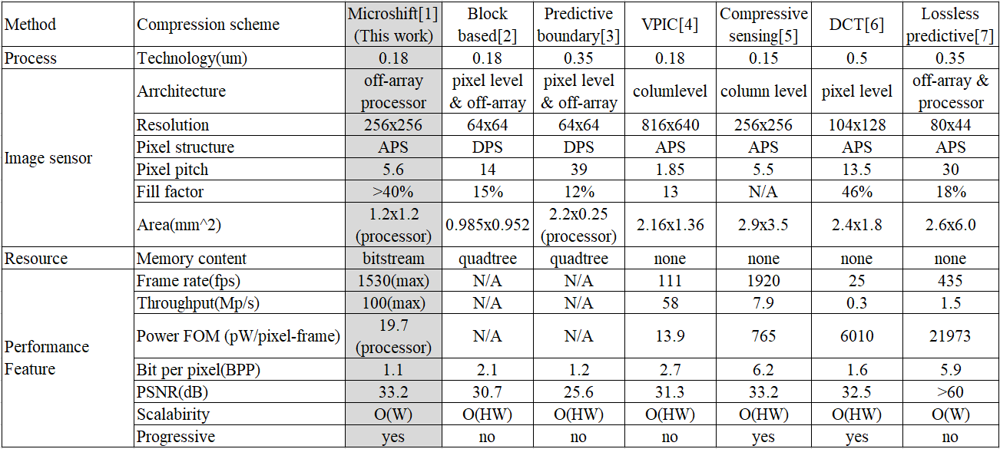 Method Compression scheme Microshift[1] (This work) Block based[2] Predictive boundary[3] VPIC[4] Compressive sensing[5] DCT[6] Lossless predictive[7]
Process Technology(um) 0.18 0.18 0.35 0.18 0.15 0.5 0.35
Image sensor Arrchitecture off-array processor pixel level & off-array pixel level & off-array columlevel column level pixel level off-array & processor
Resolution 256x256 64x64 64x64 816x640 256x256 104x128 80x44
Pixel structure APS DPS DPS APS APS APS APS
Pixel pitch 5.6 14 39 1.85 5.5 13.5 30
Fill factor >40% 15% 12% 13 N/A 46% 18%
Area(mm^2) 1.2x1.2 (processor) 0.985x0.952 2.2x0.25 (processor) 2.16x1.36 2.9x3.5 2.4x1.8 2.6x6.0
Resource Memory content bitstream quadtree quadtree none none none none
Performance Feature Frame rate(fps) 1530(max) N/A N/A 111 1920 25 435
Throughput(Mp/s) 100(max) N/A N/A 58 7.9 0.3 1.5
Power FOM (pW/pixel-frame) 19.7 (processor) N/A N/A 13.9 765 6010 21973
Bit per pixel(BPP) 1.1 2.1 1.2 2.7 6.2 1.6 5.9
PSNR(dB) 33.2 30.7 25.6 31.3 33.2 32.5 >60
Scalabirity O(W) O(HW) O(HW) O(HW) O(HW) O(HW) O(W)
Progressive yes no no no yes yes no